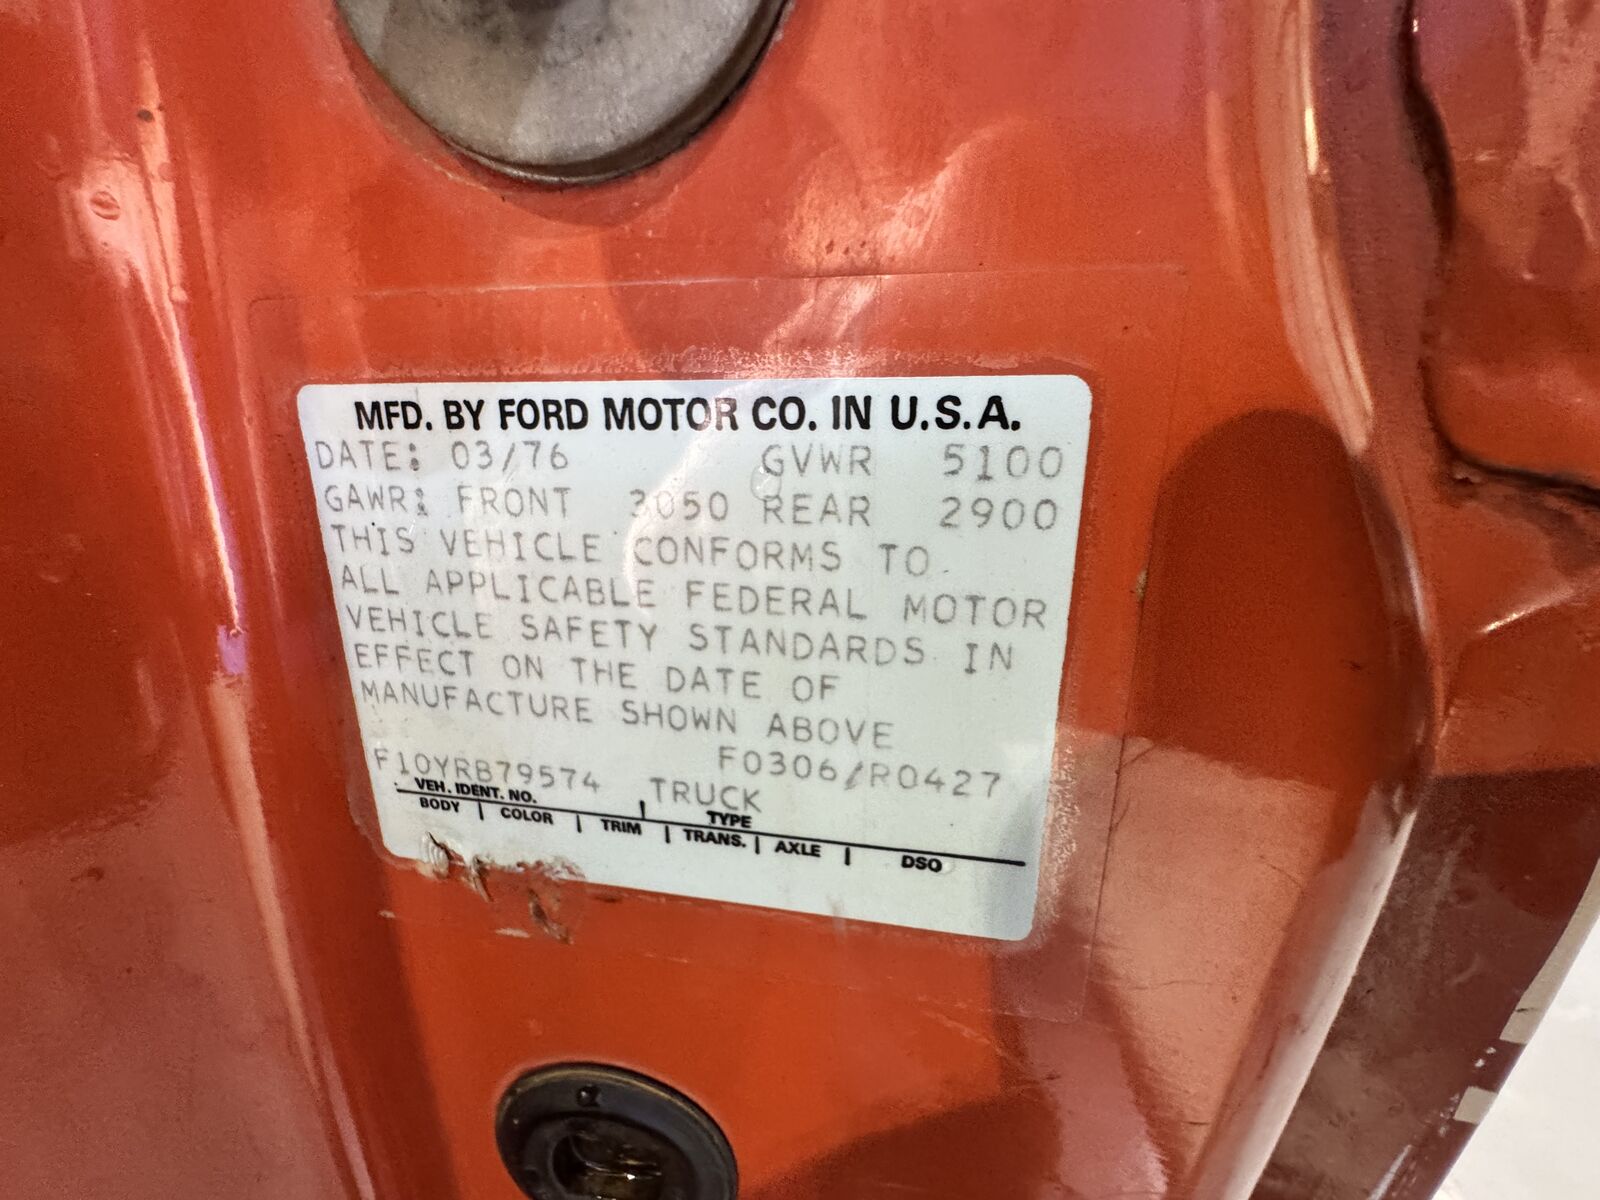 MFD. BY FORD MOTOR CO. IN U.S.A.
DATE: 03/76 GVWR 5100
GAWR: FRONT 3050 REAR 2900
THIS VEHICLE CONFORMS TO
ALL APPLICABLE FEDERAL MOTOR
VEHICLE SAFETY STANDARDS IN
EFFECT ON THE DATE OF
MANUFACTURE SHOWN ABOVE
F0306/R0427
F10YRB79574 TRUCK
VEH. IDENT. NO. TYPE
BODY | COLOR | TRIM | TRANS. | AXLE | DSO